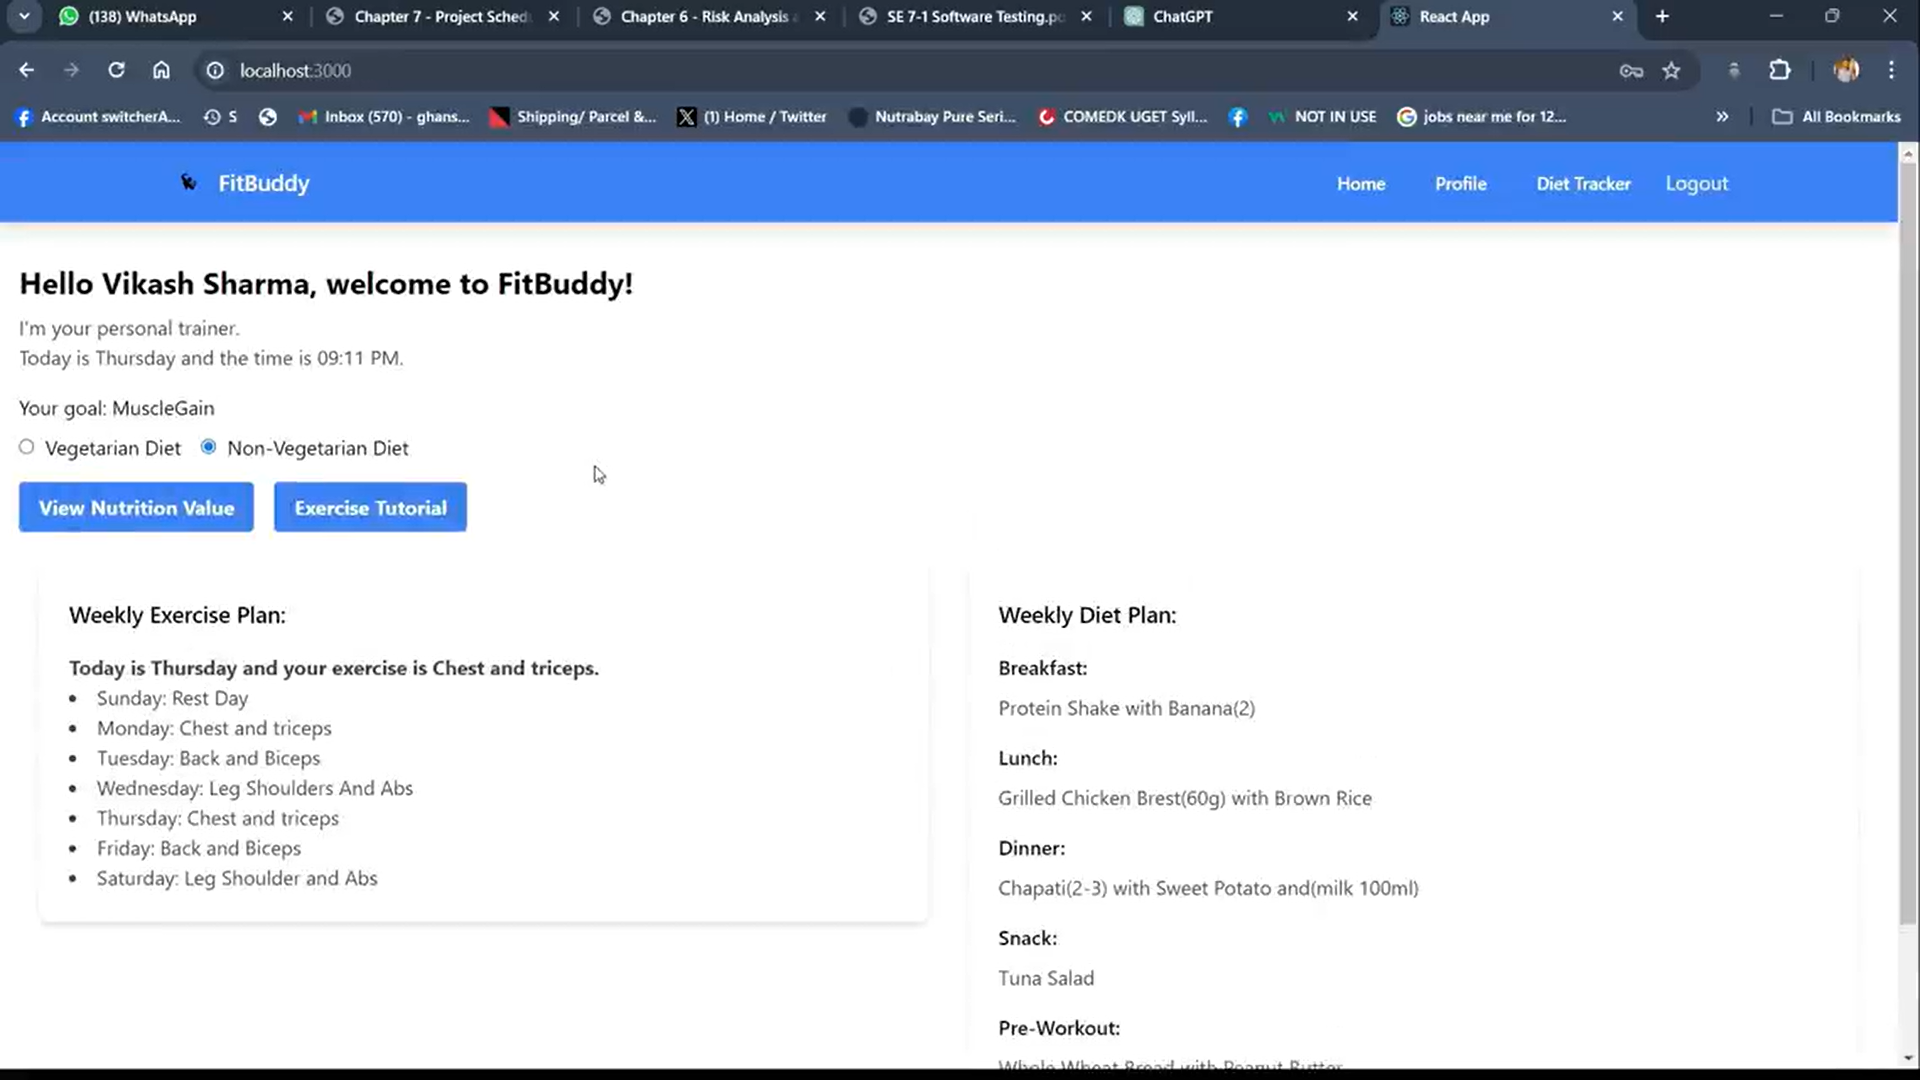 (138) WhatsApp
Chapter 7 - Project Sched
Chapter 6 - Risk Analysis
SE 7-1 Software Testing.po
ChatGPT
React App
localhost:3000
Account switcherA...
S
Inbox (570) - ghans...
Shipping/ Parcel &...
(1) Home / Twitter
Nutrabay Pure Seri...
COMEDK UGET Syll...
NOT IN USE
jobs near me for 12...
All Bookmarks
FitBuddy
Home
Profile
Diet Tracker
Logout
Hello Vikash Sharma, welcome to FitBuddy!
I'm your personal trainer.
Today is Thursday and the time is 09:11 PM.
Your goal: MuscleGain
Vegetarian Diet
Non-Vegetarian Diet
View Nutrition Value
Exercise Tutorial
Weekly Exercise Plan:
Today is Thursday and your exercise is Chest and triceps.
Sunday: Rest Day
Monday: Chest and triceps
Tuesday: Back and Biceps
Wednesday: Leg Shoulders And Abs
Thursday: Chest and triceps
Friday: Back and Biceps
Saturday: Leg Shoulder and Abs
Weekly Diet Plan:
Breakfast:
Protein Shake with Banana(2)
Lunch:
Grilled Chicken Brest(60g) with Brown Rice
Dinner:
Chapati(2-3) with Sweet Potato and(milk 100ml)
Snack:
Tuna Salad
Pre-Workout:
Whole Wheat Bread with Peanut Butter